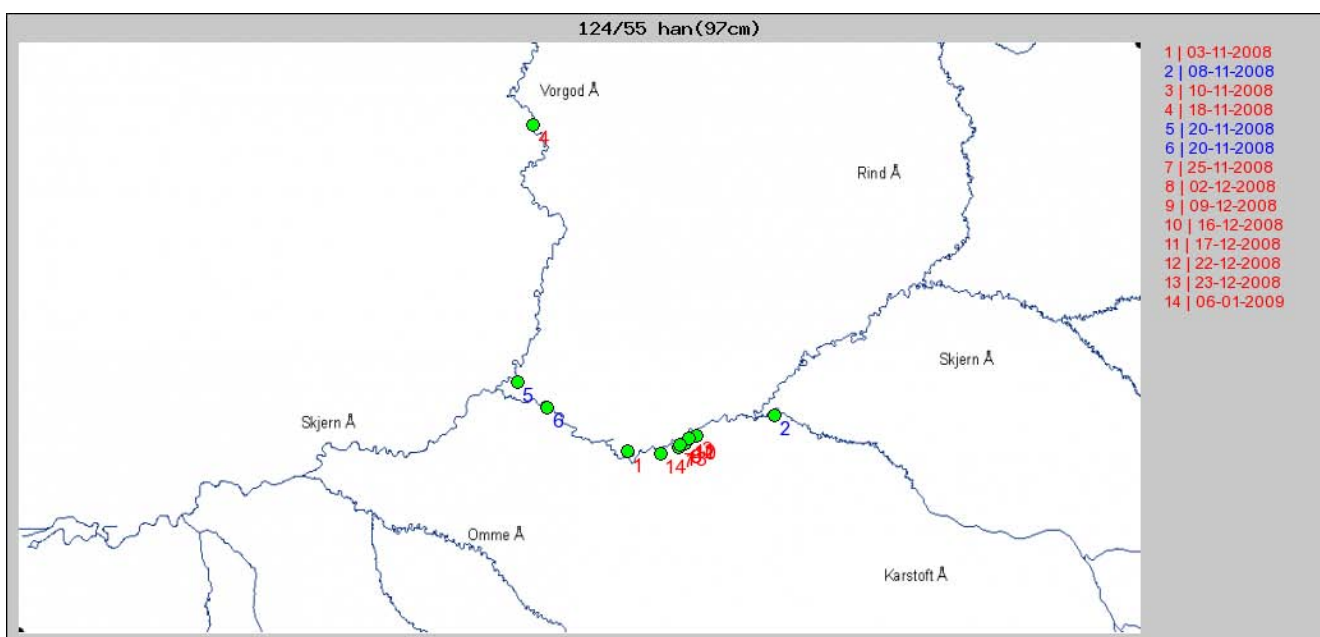 124/55 han(97cm)
1 | 03-11-2008
2 | 08-11-2008
3 | 10-11-2008
4 | 18-11-2008
5 | 20-11-2008
6 | 20-11-2008
7 | 25-11-2008
8 | 02-12-2008
9 | 09-12-2008
10 | 16-12-2008
11 | 17-12-2008
12 | 22-12-2008
13 | 23-12-2008
14 | 06-01-2009
Vorgod Å
4
Rind Å
Skjern Å
5
6
2
Skjern Å
1
14
Omme Å
Karstoft Å